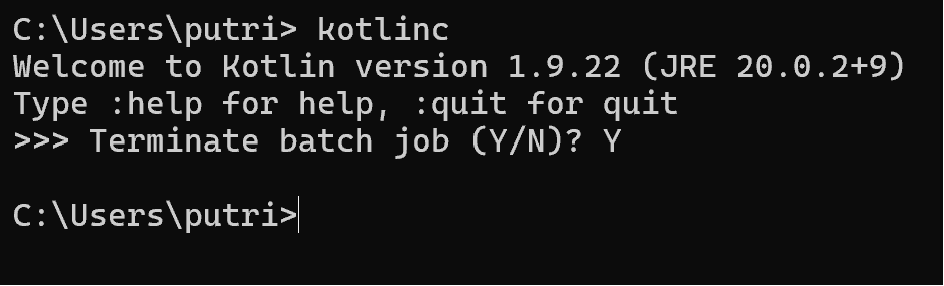 C:\Users\putri> kotlinc
Welcome to Kotlin version 1.9.22 (JRE 20.0.2+9)
Type :help for help, :quit for quit
>>> Terminate batch job (Y/N)? Y
C:\Users\putri>